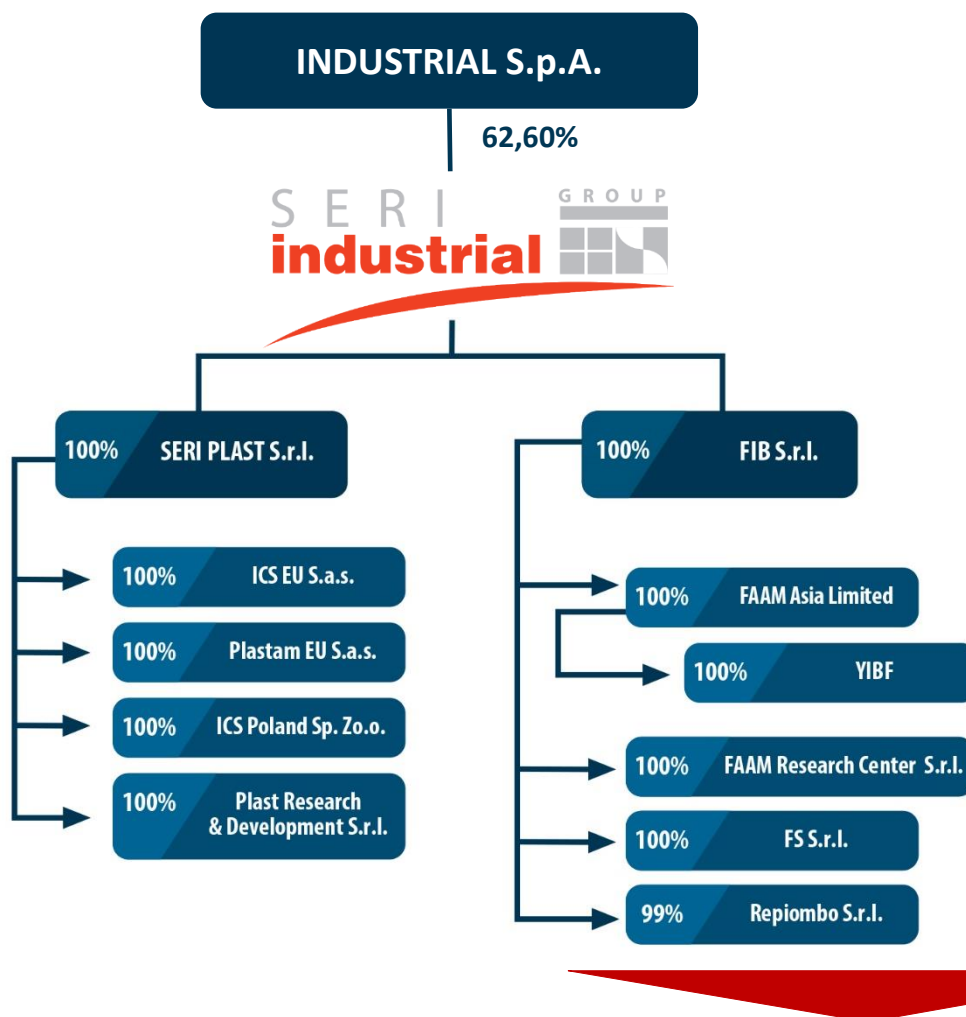 INDUSTRIAL S.p.A.
62,60%
SERI
industrial
GROUP
100% SERI PLAST S.r.l.
100% ICS EU S.a.s.
100% Plastam EU S.a.s.
100% ICS Poland Sp. Zo.o.
100% Plast Research
& Development S.r.l.
100% FIB S.r.l.
100% FAAM Asia Limited
100% YIBF
100% FAAM Research Center S.r.l.
100% FS S.r.l.
99% Repiombo S.r.l.